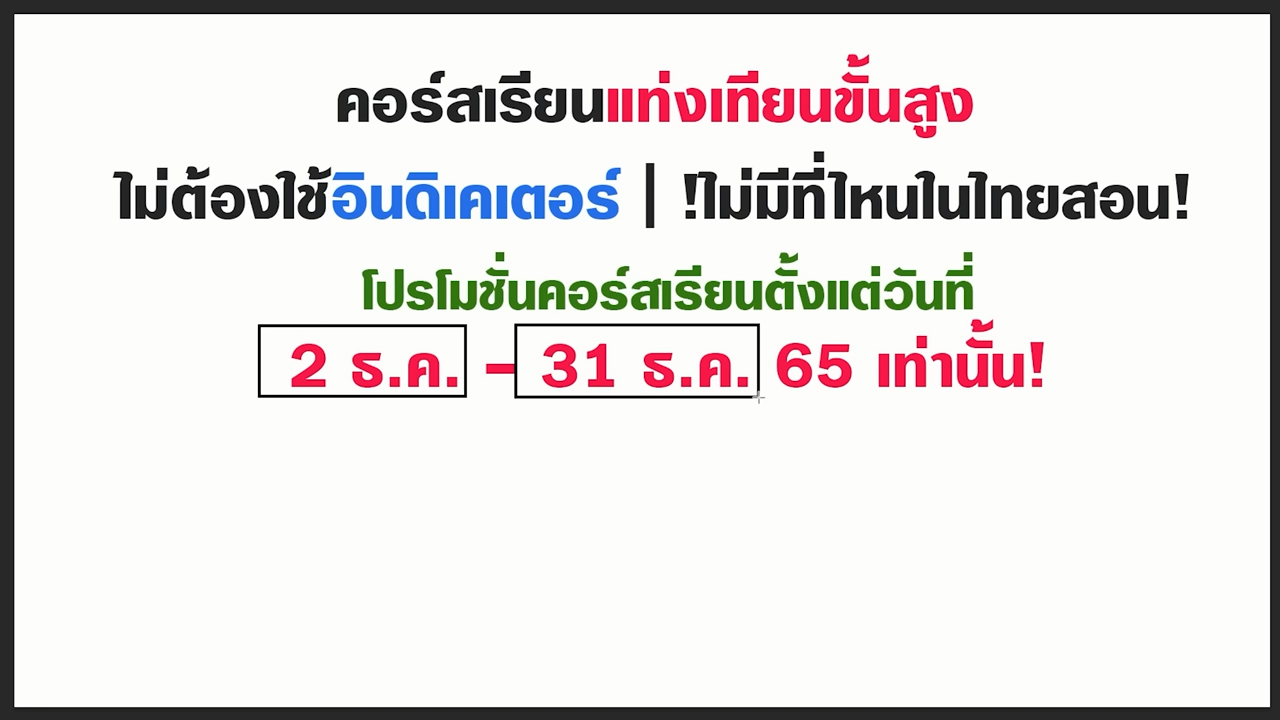 คอร์สเรียนแท่งเทียนขั้นสูง
ไม่ต้องใช้อินดิเคเตอร์ | !ไม่มีที่ไหนในไทยสอน!
โปรโมชั่นคอร์สเรียนตั้งแต่วันที่
2 ธ.ค. – 31 ธ.ค. 65 เท่านั้น!